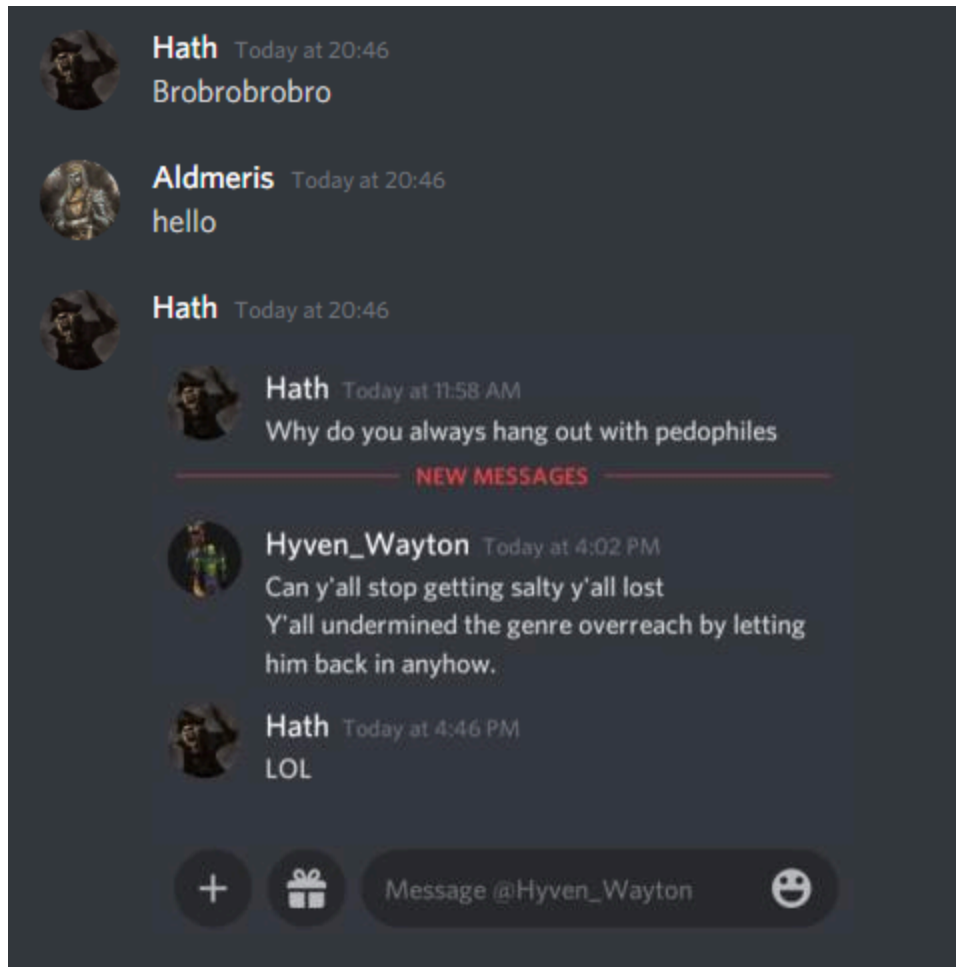 Hath Today at 20:46
Brobrobrobro
Aldmeris Today at 20:46
hello
Hath Today at 20:46
Hath Today at 11:58 AM
Why do you always hang out with pedophiles
NEW MESSAGES
Hyven_Wayton Today at 4:02 PM
Can y'all stop getting salty y'all lost
Y'all undermined the genre overreach by letting
him back in anyhow.
Hath Today at 4:46 PM
LOL
Message @Hyven_Wayton